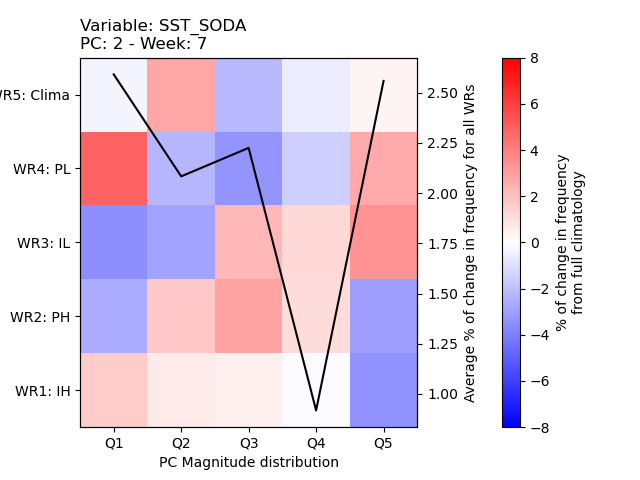 Variable: SST_SODA
PC: 2 - Week: 7
WR5: Clima
WR4: PL
WR3: IL
WR2: PH
WR1: IH
Q1 Q2 Q3 Q4 Q5
PC Magnitude distribution
2.50
2.25
2.00
1.75
1.50
1.25
1.00
Average % of change in frequency for all WRs
8
6
4
2
0
−2
−4
−6
−8
% of change in frequency
from full climatology